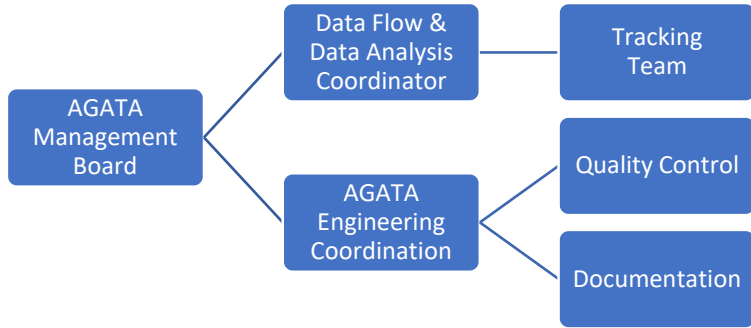 AGATA
Management
Board
Data Flow &
Data Analysis
Coordinator
Tracking
Team
AGATA
Engineering
Coordination
Quality Control
Documentation